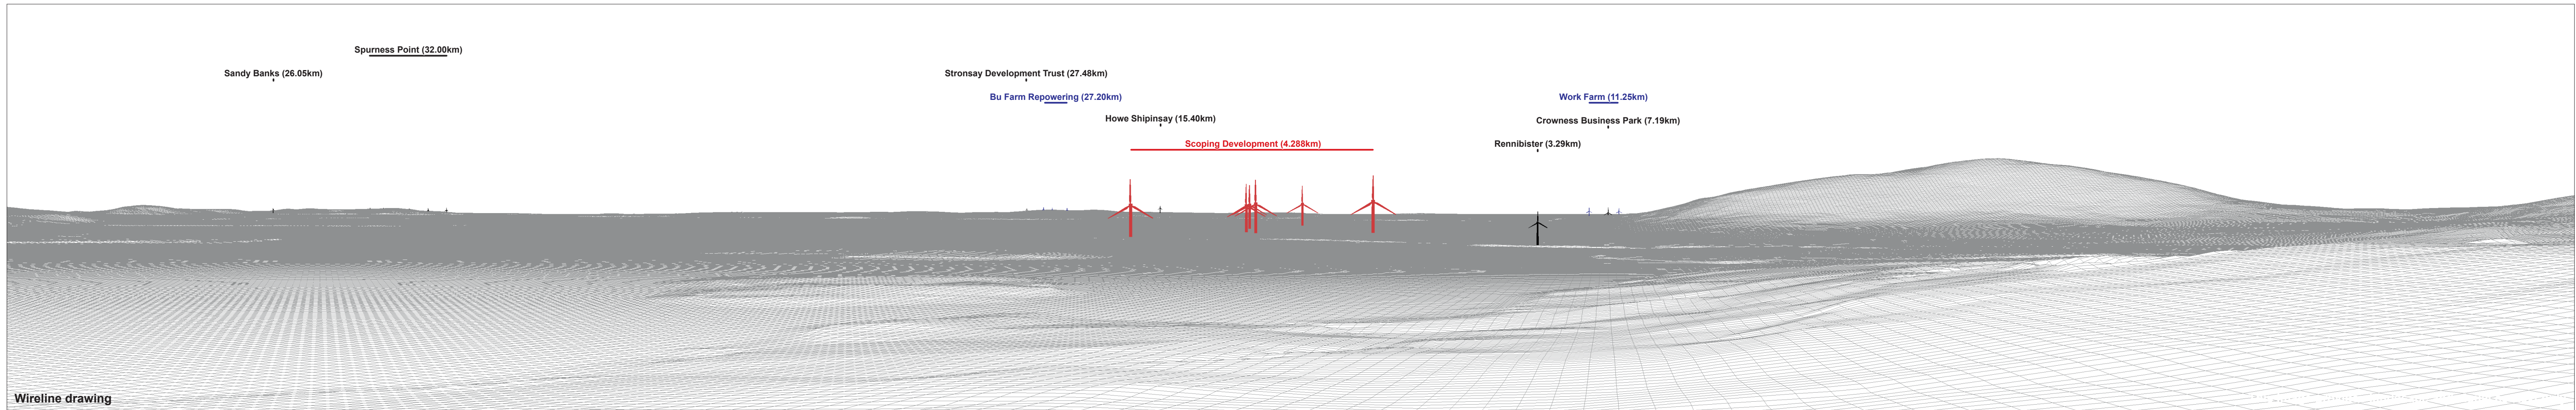 Spurness Point (32.00km)
Sandy Banks (26.05km)
Stronsay Development Trust (27.48km)
Bu Farm Repowering (27.20km)
Work Farm (11.25km)
Howe Shipinsay (15.40km)
Crowness Business Park (7.19km)
Scoping Development (4.288km)
Rennibister (3.29km)
Wireline drawing